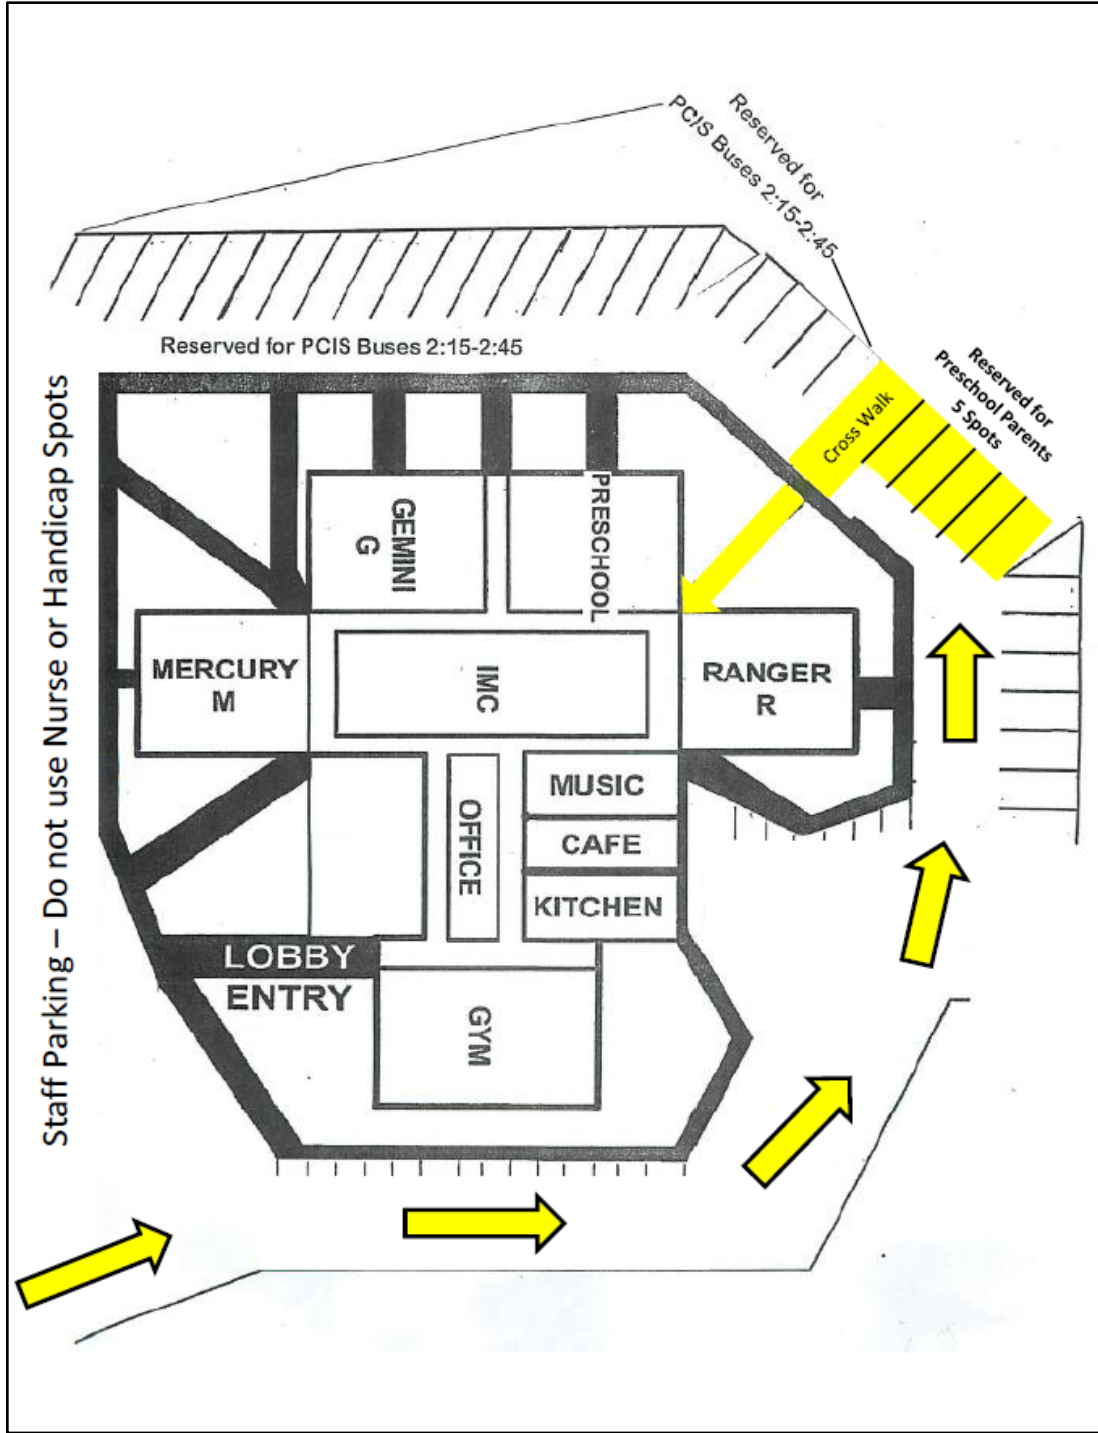 Reserved for
PCIS Buses 2:15-2:45
Reserved for PCIS Buses 2:15-2:45
Reserved for
Preschool Parents
5 Spots
Cross Walk
Staff Parking – Do not use Nurse or Handicap Spots
GEMINI
G
PRESCHOOL
MERCURY
M
IMC
RANGER
R
OFFICE
MUSIC
CAFE
KITCHEN
LOBBY
ENTRY
GYM